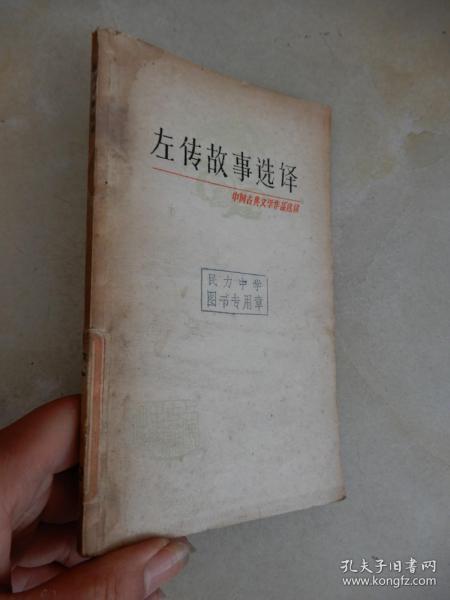 左传故事选译
中国古典文学作品选读
民力中学
图书专用章
孔夫子旧书网
www.kongfz.com